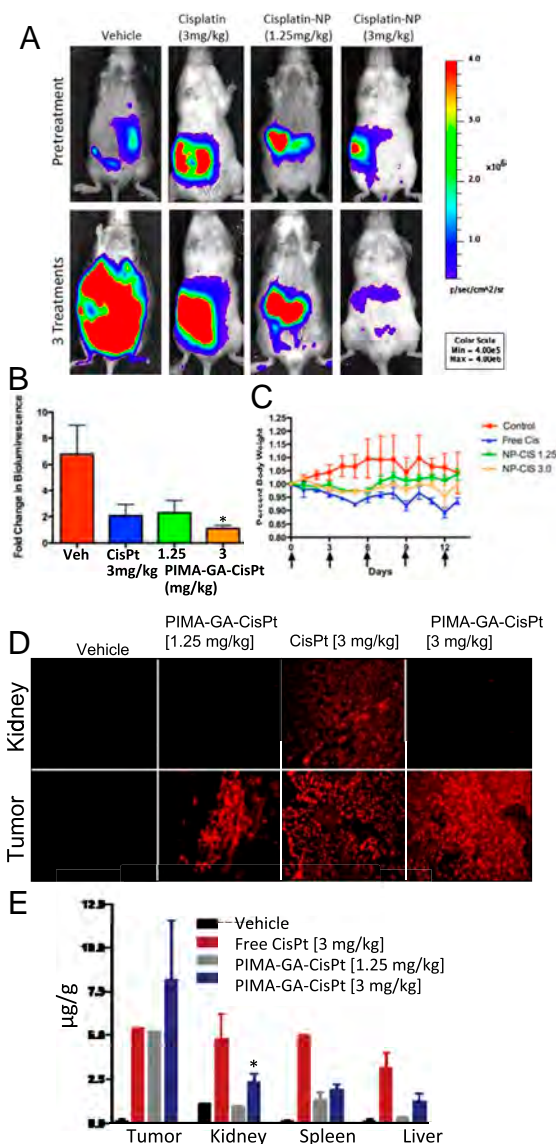 A
Vehicle
Cisplatin
(3mg/kg)
Cisplatin-NP
(1.25mg/kg)
Cisplatin-NP
(3mg/kg)
Pretreatment
3 Treatments
4.0
3.0
2.0
1.0
p/sec/cm^2/sr
Color Scale
Min = 4.00e5
Max = 4.00e6
B
Fold Change in Bioluminescence
10
8
6
4
2
0
*
Veh
CisPt
3mg/kg
1.25
3
PIMA-GA-CisPt
(mg/kg)
C
Percent Body Weight
1.25
1.20
1.15
1.10
1.05
1.00
0.95
0.90
0.85
0.80
Control
Free Cis
NP-CIS 1.25
NP-CIS 3.0
0
3
6
9
12
Days
D
Vehicle
PIMA-GA-CisPt
[1.25 mg/kg]
CisPt [3 mg/kg]
PIMA-GA-CisPt
[3 mg/kg]
Kidney
Tumor
E
µg/g
12.5
10.0
7.5
5.0
2.5
0.0
Vehicle
Free CisPt [3 mg/kg]
PIMA-GA-CisPt [1.25 mg/kg]
PIMA-GA-CisPt [3 mg/kg]
*
Tumor
Kidney
Spleen
Liver